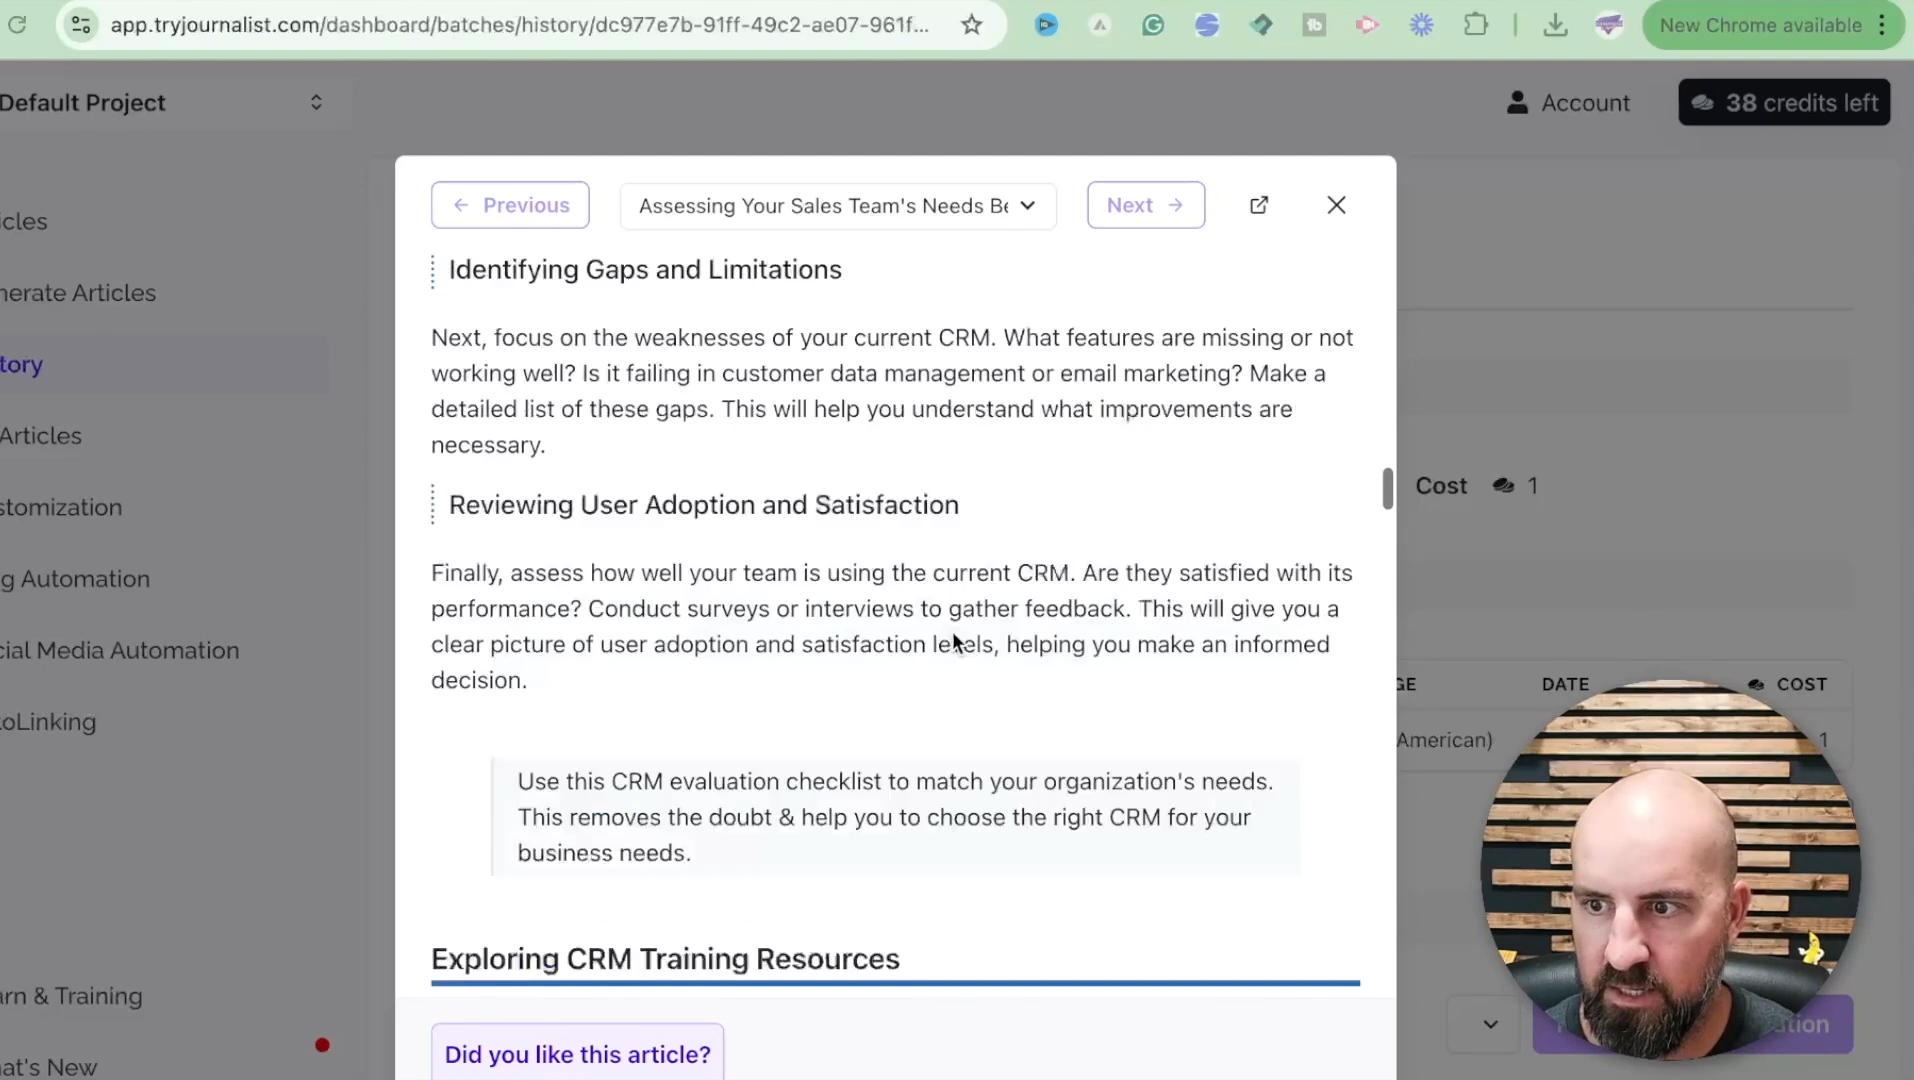 app.tryjournalist.com/dashboard/batches/history/dc977e7b-91ff-49c2-ae07-961f...
New Chrome available
Default Project
Account
38 credits left
Previous
Assessing Your Sales Team's Needs Be
Next
icles
nerate Articles
tory
Articles
stomization
g Automation
cial Media Automation
toLinking
arn & Training
at's New
Identifying Gaps and Limitations
Next, focus on the weaknesses of your current CRM. What features are missing or not
working well? Is it failing in customer data management or email marketing? Make a
detailed list of these gaps. This will help you understand what improvements are
necessary.
Reviewing User Adoption and Satisfaction
Finally, assess how well your team is using the current CRM. Are they satisfied with its
performance? Conduct surveys or interviews to gather feedback. This will give you a
clear picture of user adoption and satisfaction levels, helping you make an informed
decision.
Use this CRM evaluation checklist to match your organization's needs.
This removes the doubt & help you to choose the right CRM for your
business needs.
Exploring CRM Training Resources
Did you like this article?
Cost 1
GE DATE COST
American) 1
ation